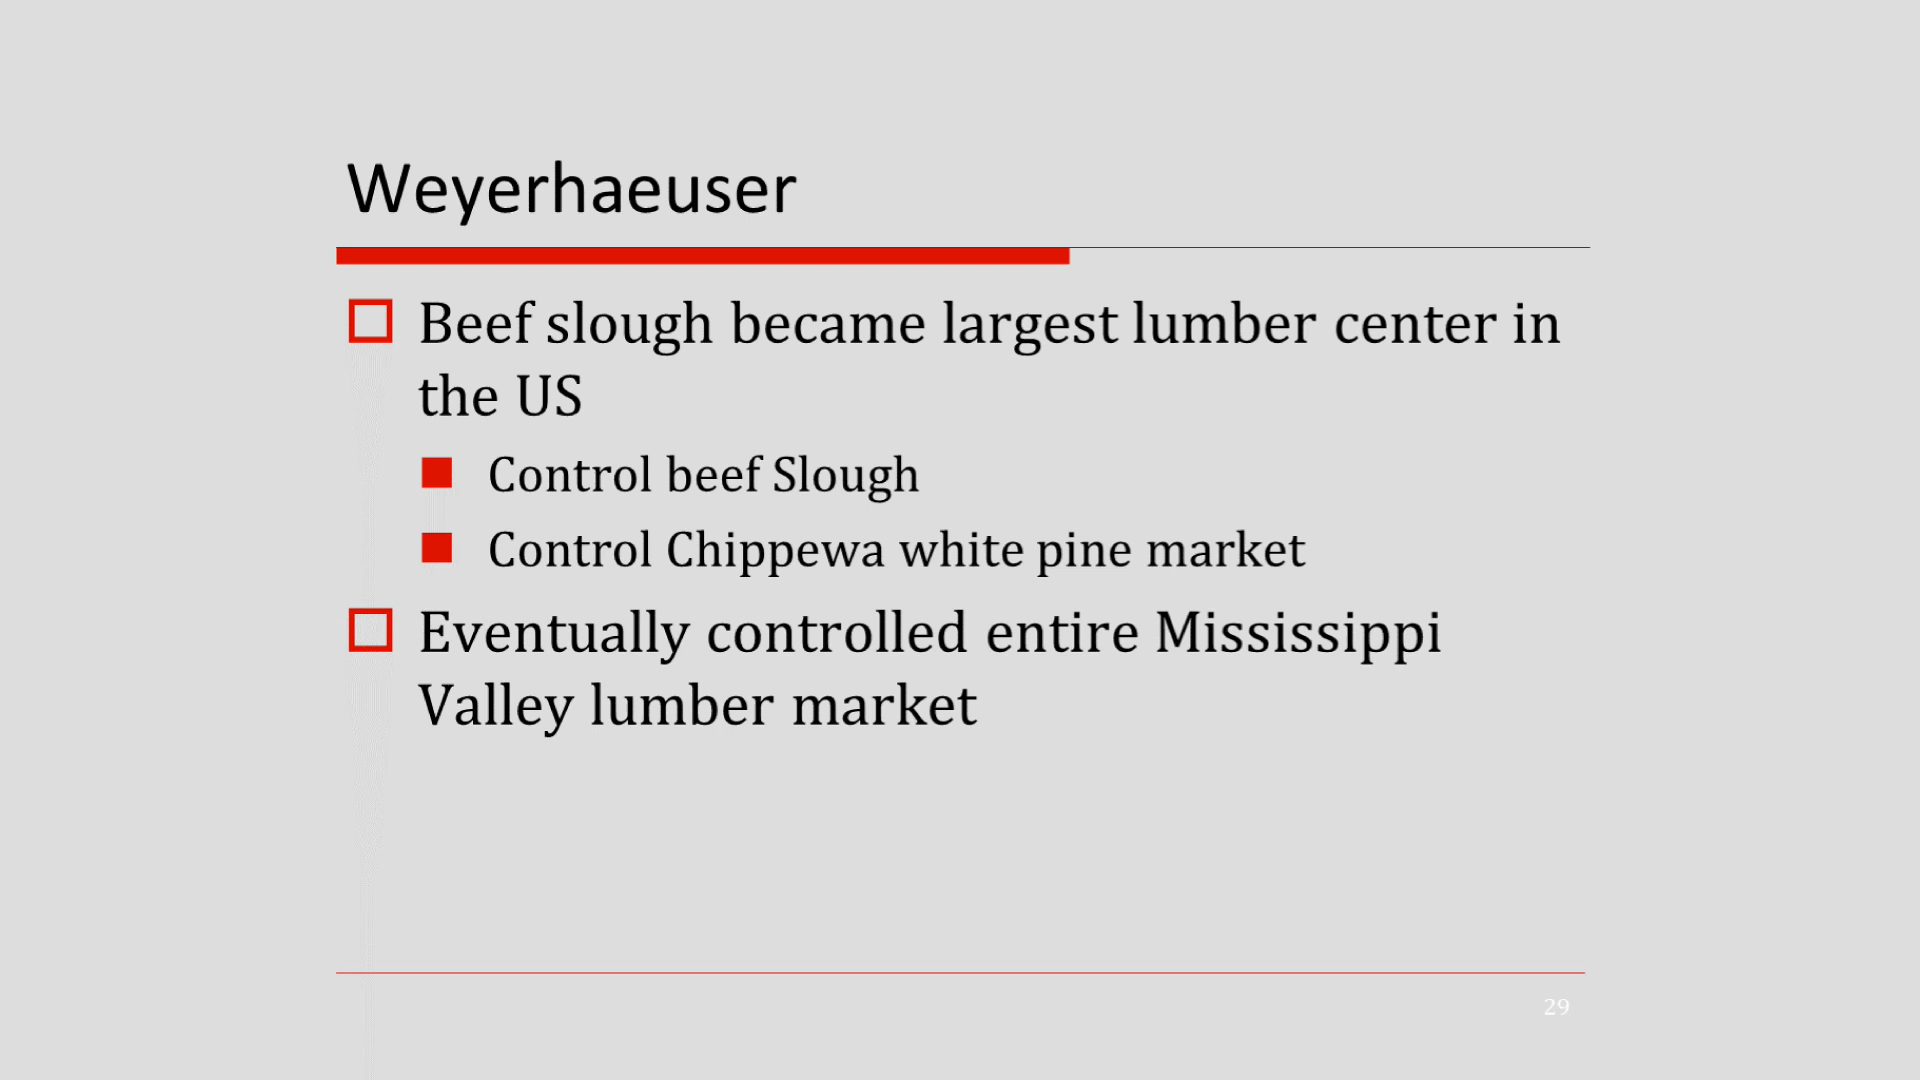 Weyerhaeuser
Beef slough became largest lumber center in
the US
Control beef Slough
Control Chippewa white pine market
Eventually controlled entire Mississippi
Valley lumber market
29